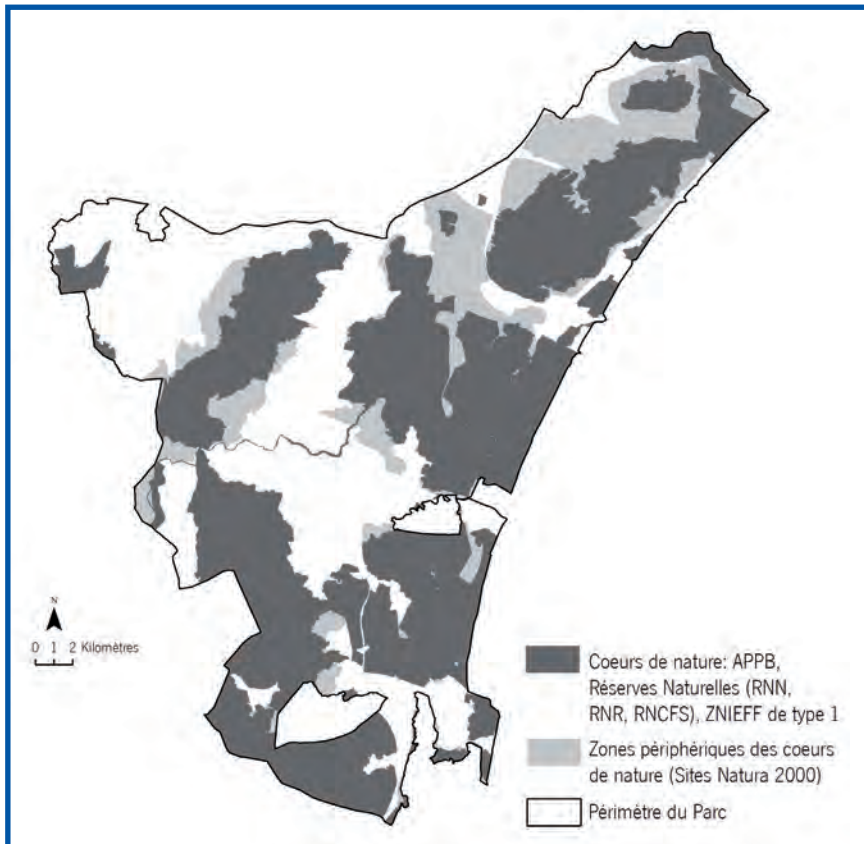 N
0 1 2 Kilomètres
Coeurs de nature: APPB,
Réserves Naturelles (RNN,
RNR, RNCFS), ZNIEFF de type 1
Zones périphériques des coeurs
de nature (Sites Natura 2000)
Périmètre du Parc